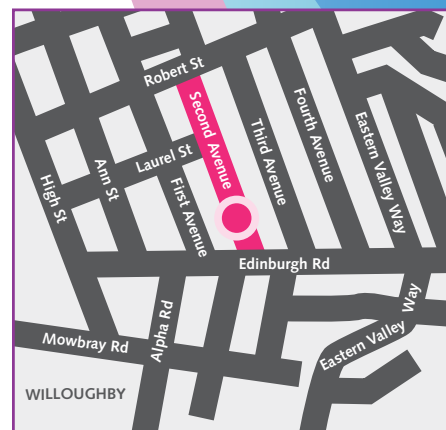 Robert St
Second Avenue
Third Avenue
Fourth Avenue
Eastern Valley Way
Laurel St
Ann St
High St
First Avenue
Edinburgh Rd
Alpha Rd
Mowbray Rd
Eastern Valley Way
WILLOUGHBY